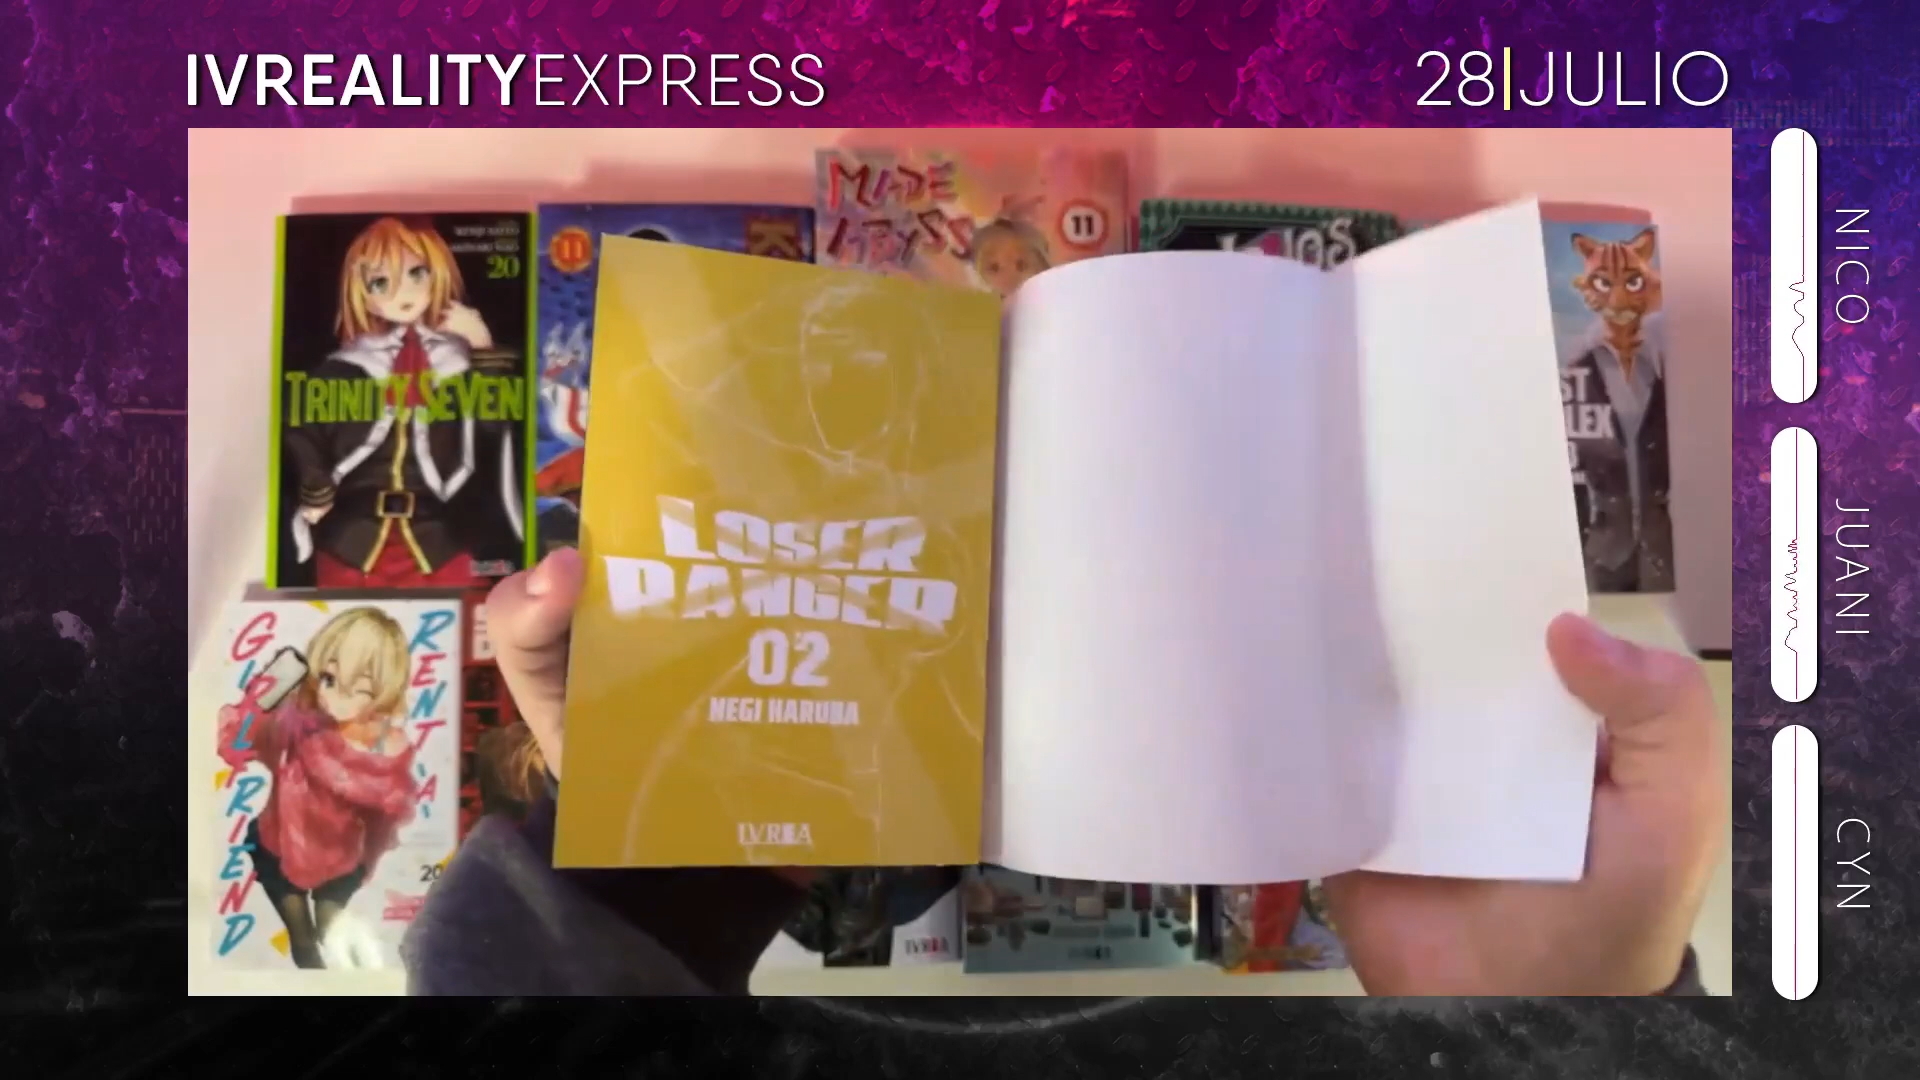 IVREALITYEXPRESS
28|JULIO
MADE
ABYSS
11
11
20
TRINITY SEVEN
LOSER
RANGER
02
NEGI HARUBA
IVREA
GIRLFRIEND
RENT-A-
20
IVREA
NICO
JUANI
CYN